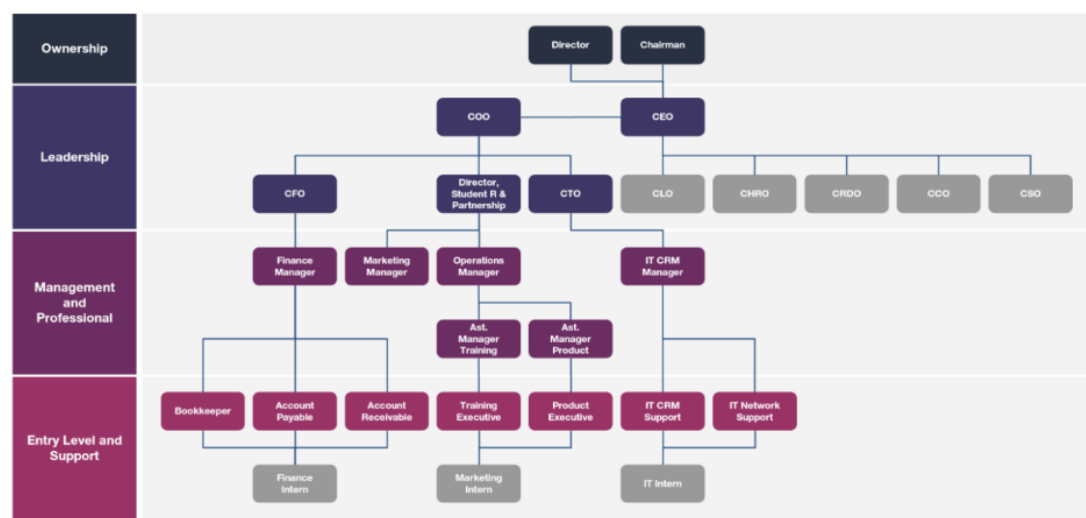 Ownership
Director
Chairman
Leadership
COO
CEO
CFO
Director,
Student R &
Partnership
CTO
CLO
CHRO
CRDO
CCO
CSO
Management
and
Professional
Finance
Manager
Marketing
Manager
Operations
Manager
IT CRM
Manager
Ast.
Manager
Training
Ast.
Manager
Product
Entry Level and
Support
Bookkeeper
Account
Payable
Account
Receivable
Training
Executive
Product
Executive
IT CRM
Support
IT Network
Support
Finance
Intern
Marketing
Intern
IT Intern